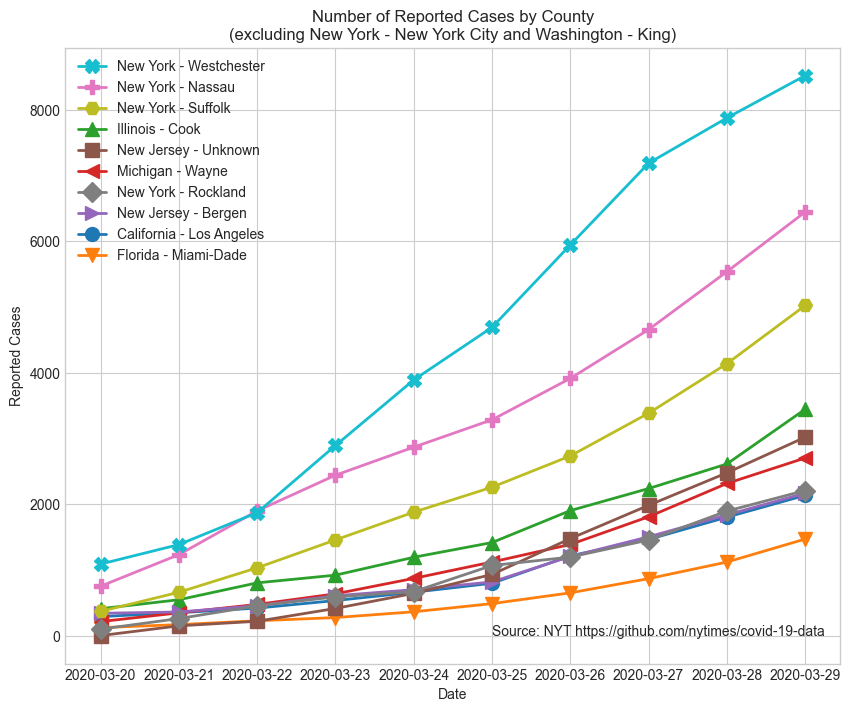 Number of Reported Cases by County
(excluding New York - New York City and Washington - King)
New York - Westchester
New York - Nassau
New York - Suffolk
Illinois - Cook
New Jersey - Unknown
Michigan - Wayne
New York - Rockland
New Jersey - Bergen
California - Los Angeles
Florida - Miami-Dade
8000
6000
4000
2000
0
Reported Cases
Source: NYT https://github.com/nytimes/covid-19-data
2020-03-20 2020-03-21 2020-03-22 2020-03-23 2020-03-24 2020-03-25 2020-03-26 2020-03-27 2020-03-28 2020-03-29
Date